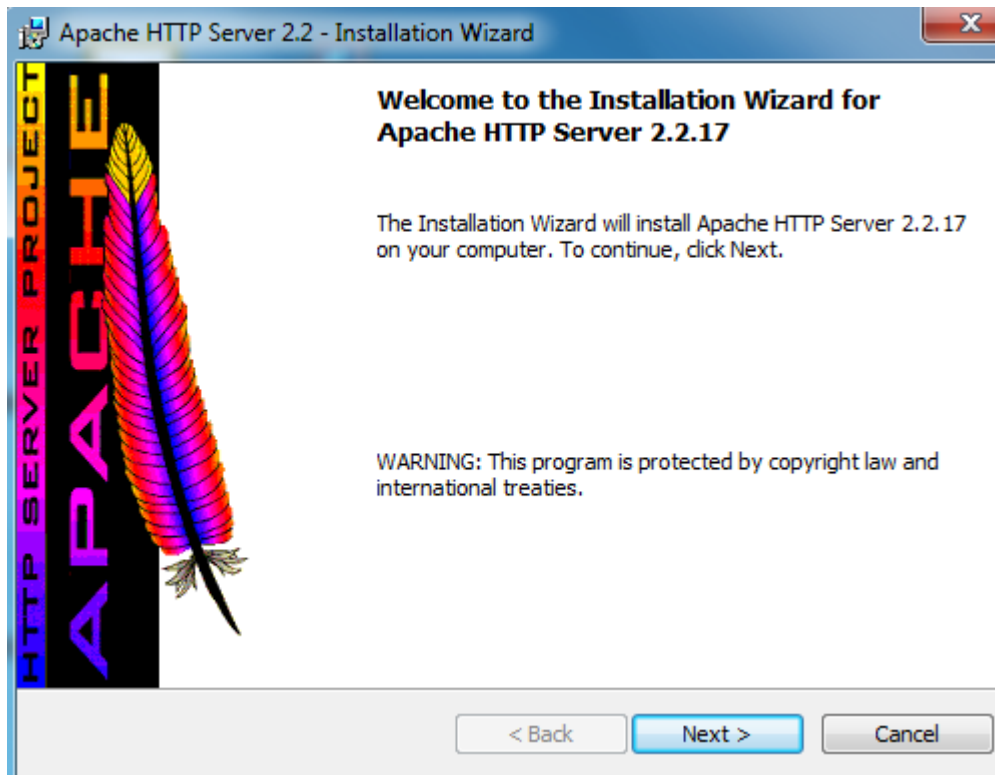 Apache HTTP Server 2.2 - Installation Wizard
HTTP SERVER PROJECT
APACHE
Welcome to the Installation Wizard for
Apache HTTP Server 2.2.17
The Installation Wizard will install Apache HTTP Server 2.2.17
on your computer. To continue, click Next.
WARNING: This program is protected by copyright law and
international treaties.
< Back
Next >
Cancel